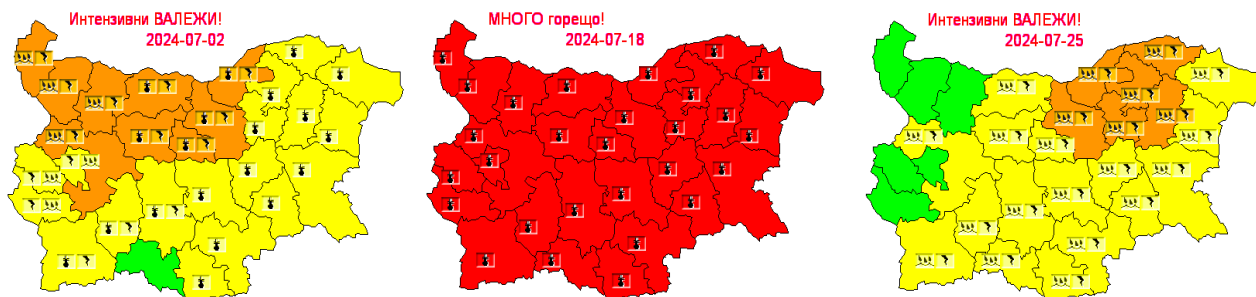 Интензивни ВАЛЕЖИ!
2024-07-02
МНОГО горещо!
2024-07-18
Интензивни ВАЛЕЖИ!
2024-07-25